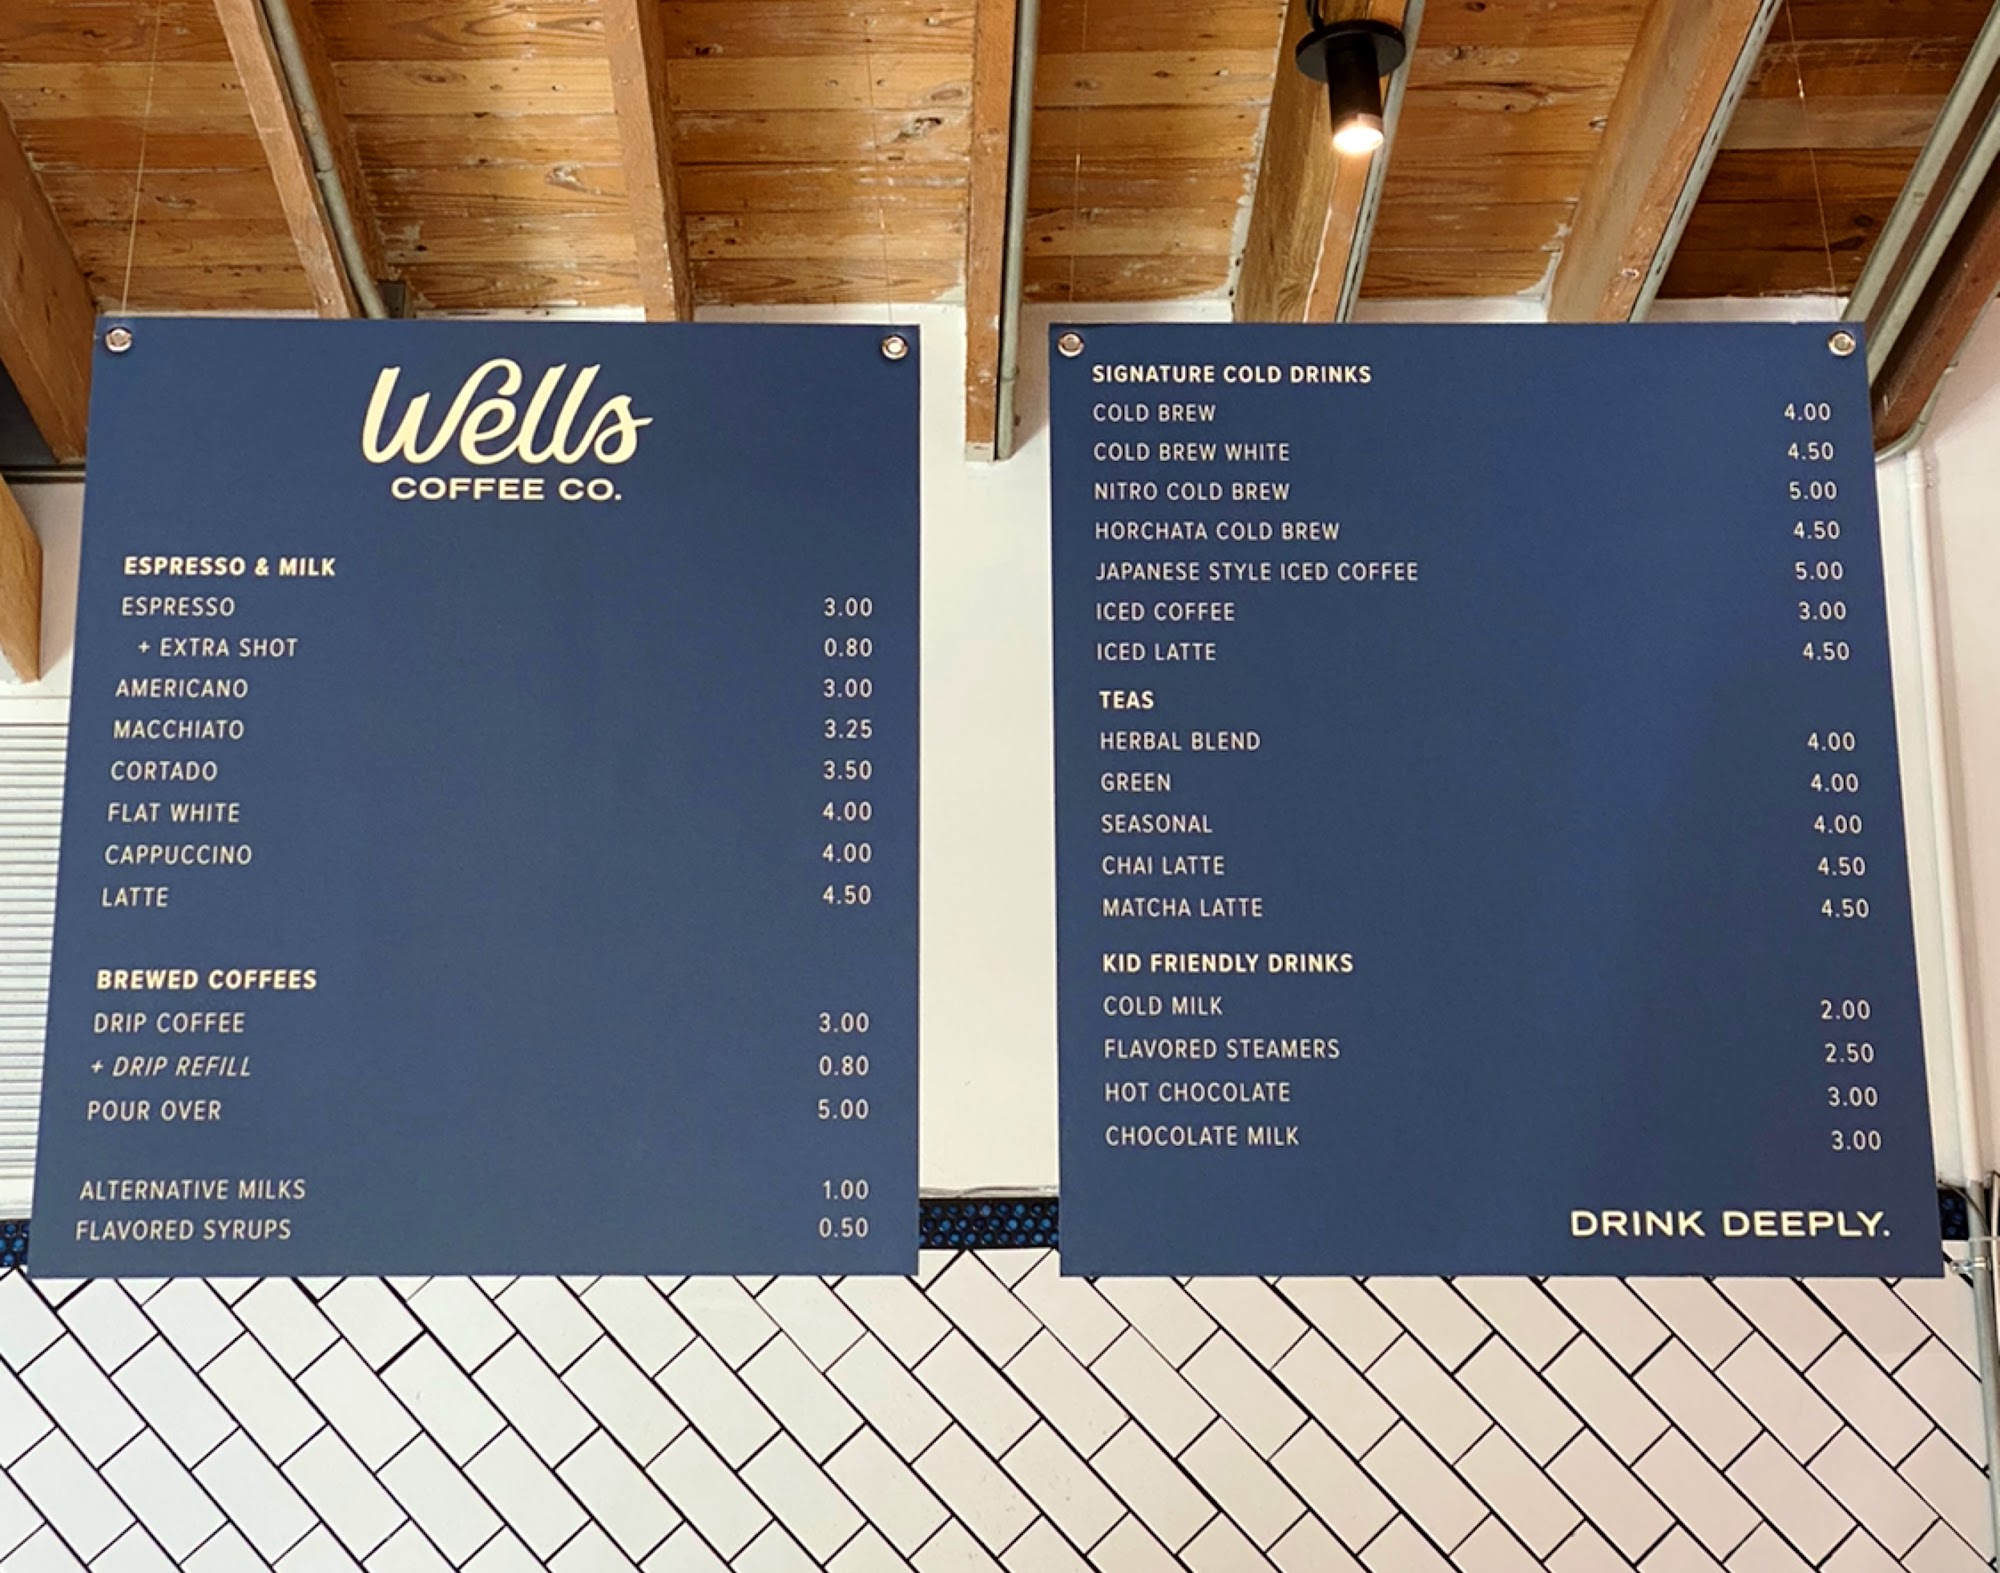 Wells
COFFEE CO.
ESPRESSO & MILK
ESPRESSO 3.00
+ EXTRA SHOT 0.80
AMERICANO 3.00
MACCHIATO 3.25
CORTADO 3.50
FLAT WHITE 4.00
CAPPUCCINO 4.00
LATTE 4.50
BREWED COFFEES
DRIP COFFEE 3.00
+ DRIP REFILL 0.80
POUR OVER 5.00
ALTERNATIVE MILKS 1.00
FLAVORED SYRUPS 0.50
SIGNATURE COLD DRINKS
COLD BREW 4.00
COLD BREW WHITE 4.50
NITRO COLD BREW 5.00
HORCHATA COLD BREW 4.50
JAPANESE STYLE ICED COFFEE 5.00
ICED COFFEE 3.00
ICED LATTE 4.50
TEAS
HERBAL BLEND 4.00
GREEN 4.00
SEASONAL 4.00
CHAI LATTE 4.50
MATCHA LATTE 4.50
KID FRIENDLY DRINKS
COLD MILK 2.00
FLAVORED STEAMERS 2.50
HOT CHOCOLATE 3.00
CHOCOLATE MILK 3.00
DRINK DEEPLY.